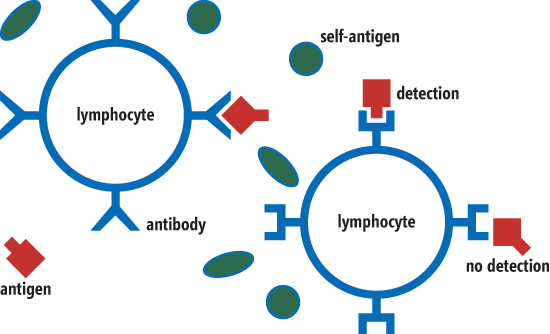 self-antigen
lymphocyte
detection
antibody
lymphocyte
no detection
antigen